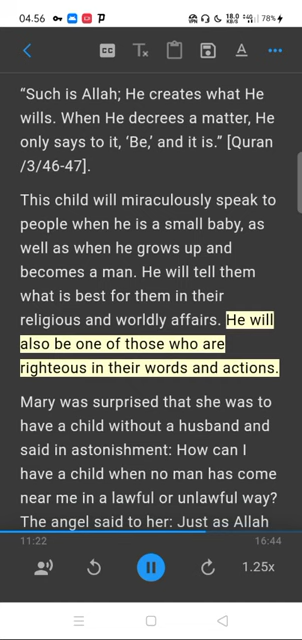 04.56
18.0 KB/S
78%
CC
"Such is Allah; He creates what He
wills. When He decrees a matter, He
only says to it, 'Be,' and it is." [Quran
/3/46-47].
This child will miraculously speak to
people when he is a small baby, as
well as when he grows up and
becomes a man. He will tell them
what is best for them in their
religious and worldly affairs. He will
also be one of those who are
righteous in their words and actions.
Mary was surprised that she was to
have a child without a husband and
said in astonishment: How can I
have a child when no man has come
near me in a lawful or unlawful way?
The angel said to her: Just as Allah
11:22
16:44
1.25x